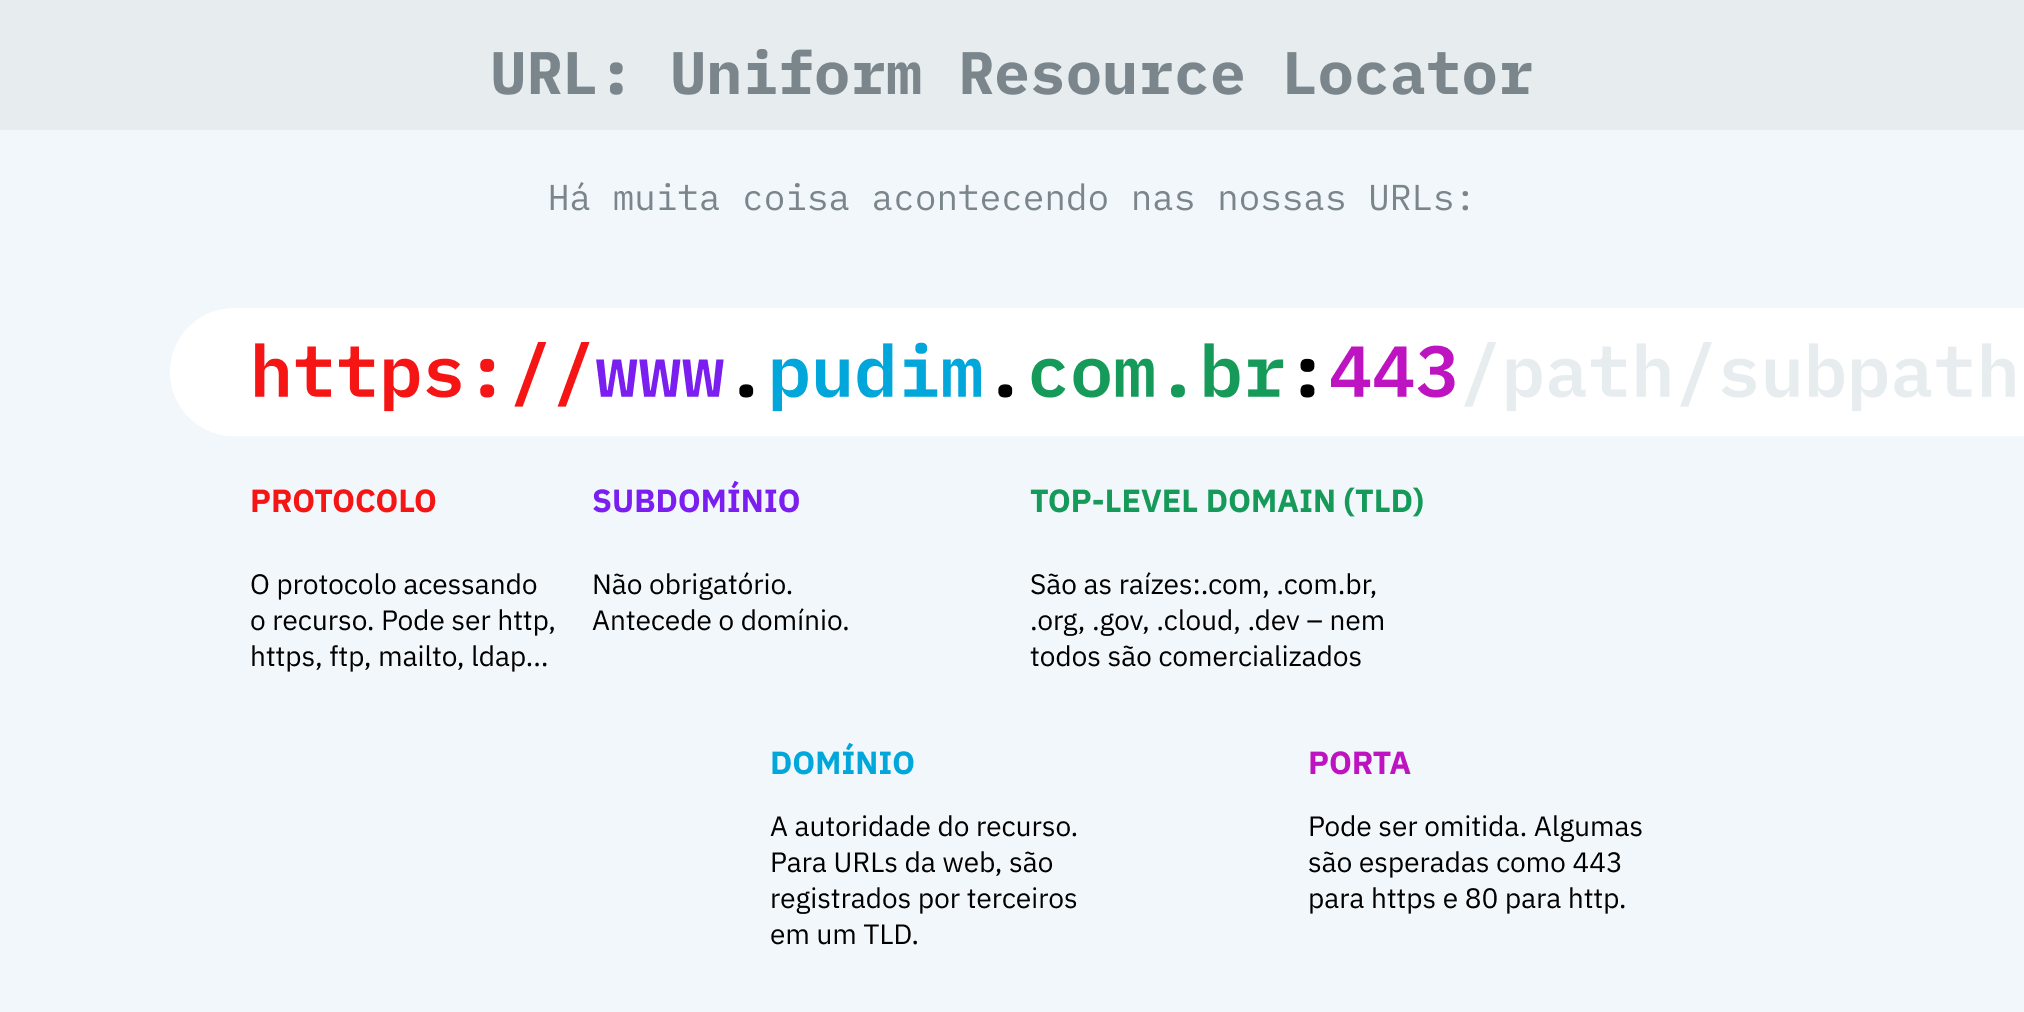 URL: Uniform Resource Locator
Há muita coisa acontecendo nas nossas URLs:
https://www.pudim.com.br:443/path/subpath
PROTOCOLO
O protocolo acessando
o recurso. Pode ser http,
https, ftp, mailto, ldap...
SUBDOMÍNIO
Não obrigatório.
Antecede o domínio.
TOP-LEVEL DOMAIN (TLD)
São as raízes:.com, .com.br,
.org, .gov, .cloud, .dev – nem
todos são comercializados
DOMÍNIO
A autoridade do recurso.
Para URLs da web, são
registrados por terceiros
em um TLD.
PORTA
Pode ser omitida. Algumas
são esperadas como 443
para https e 80 para http.